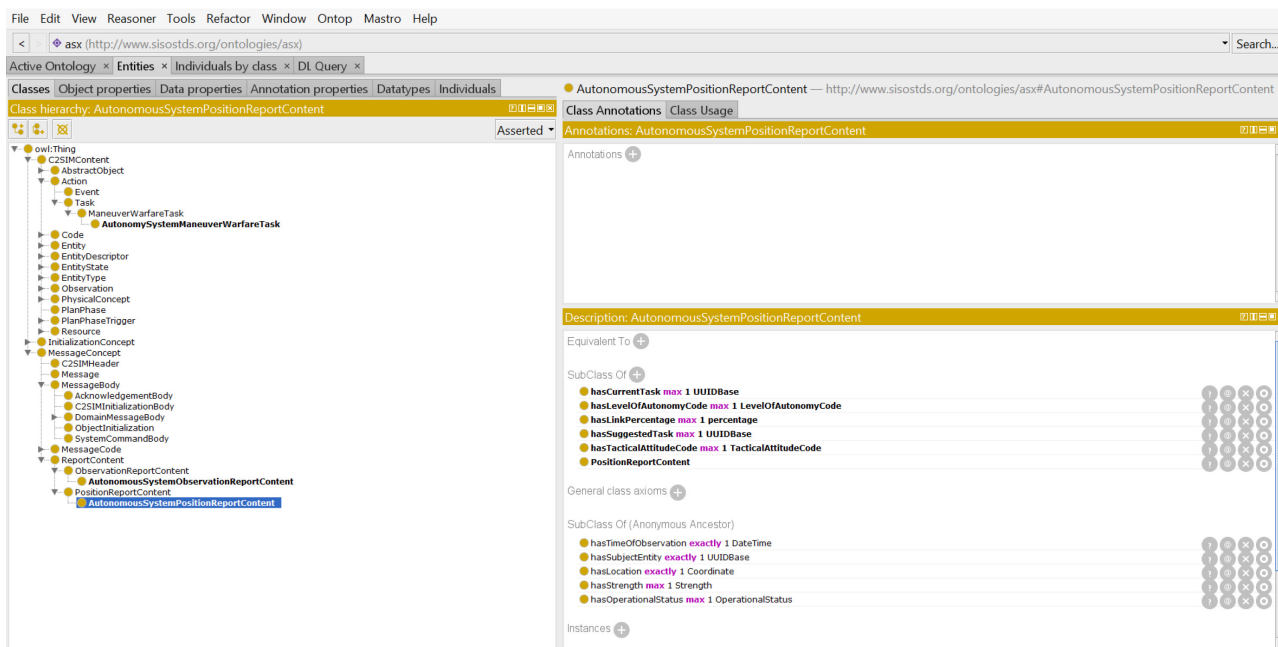 File Edit View Reasoner Tools Refactor Window Ontop Mastro Help
< > asx (http://www.sisostds.org/ontologies/asx) Search...
Active Ontology × Entities × Individuals by class × DL Query ×
Classes Object properties Data properties Annotation properties Datatypes Individuals
Class hierarchy: AutonomousSystemPositionReportContent
Asserted
owl:Thing
C2SIMContent
AbstractObject
Action
Event
Task
ManeuverWarfareTask
AutonomySystemManeuverWarfareTask
Code
Entity
EntityDescriptor
EntityState
EntityType
Observation
PhysicalConcept
PlanPhase
PlanPhaseTrigger
Resource
InitializationConcept
MessageConcept
C2SIMHeader
Message
MessageBody
AcknowledgementBody
C2SIMInitializationBody
DomainMessageBody
ObjectInitialization
SystemCommandBody
MessageCode
ReportContent
ObservationReportContent
AutonomousSystemObservationReportContent
PositionReportContent
AutonomousSystemPositionReportContent
AutonomousSystemPositionReportContent — http://www.sisostds.org/ontologies/asx#AutonomousSystemPositionReportContent
Class Annotations Class Usage
Annotations: AutonomousSystemPositionReportContent
Annotations
Description: AutonomousSystemPositionReportContent
Equivalent To
SubClass Of
hasCurrentTask max 1 UUIDBase
hasLevelOfAutonomyCode max 1 LevelOfAutonomyCode
hasLinkPercentage max 1 percentage
hasSuggestedTask max 1 UUIDBase
hasTacticalAttitudeCode max 1 TacticalAttitudeCode
PositionReportContent
General class axioms
SubClass Of (Anonymous Ancestor)
hasTimeOfObservation exactly 1 DateTime
hasSubjectEntity exactly 1 UUIDBase
hasLocation exactly 1 Coordinate
hasStrength max 1 Strength
hasOperationalStatus max 1 OperationalStatus
Instances